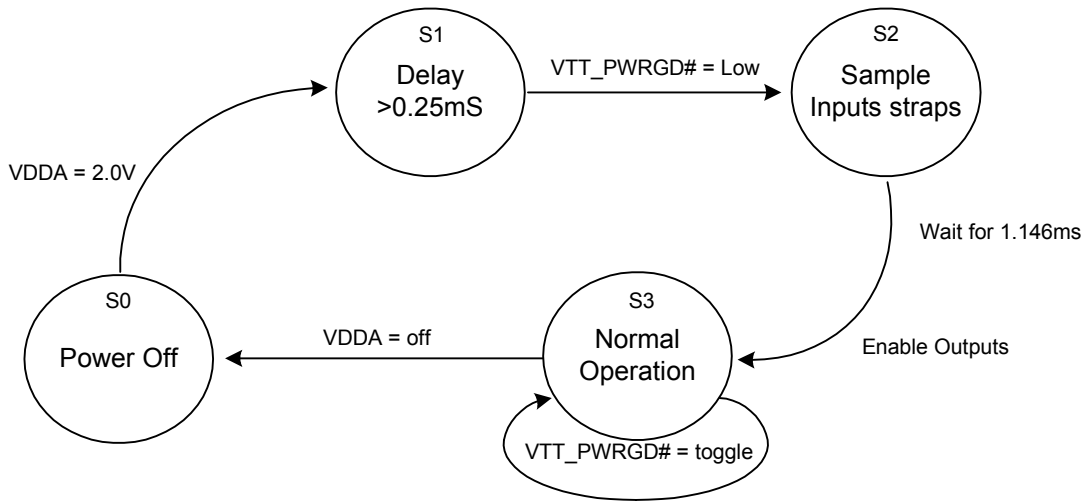 S1
Delay
>0.25mS
VTT_PWRGD# = Low
S2
Sample
Inputs straps
VDDA = 2.0V
Wait for 1.146ms
S0
Power Off
VDDA = off
S3
Normal
Operation
Enable Outputs
VTT_PWRGD# = toggle